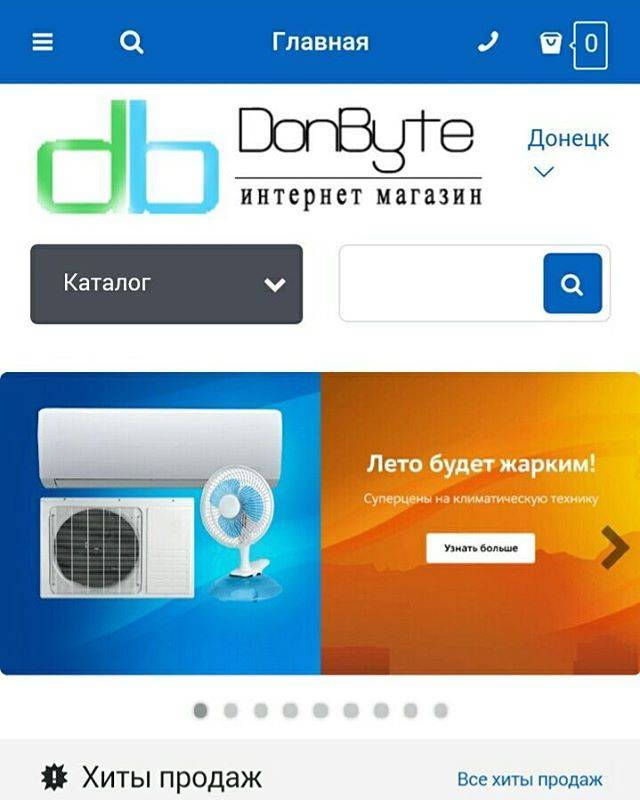 Главная
0
db
DonByte
интернет магазин
Донецк
Каталог
Лето будет жарким!
Суперцены на климатическую технику
Узнать больше
Хиты продаж
Все хиты продаж